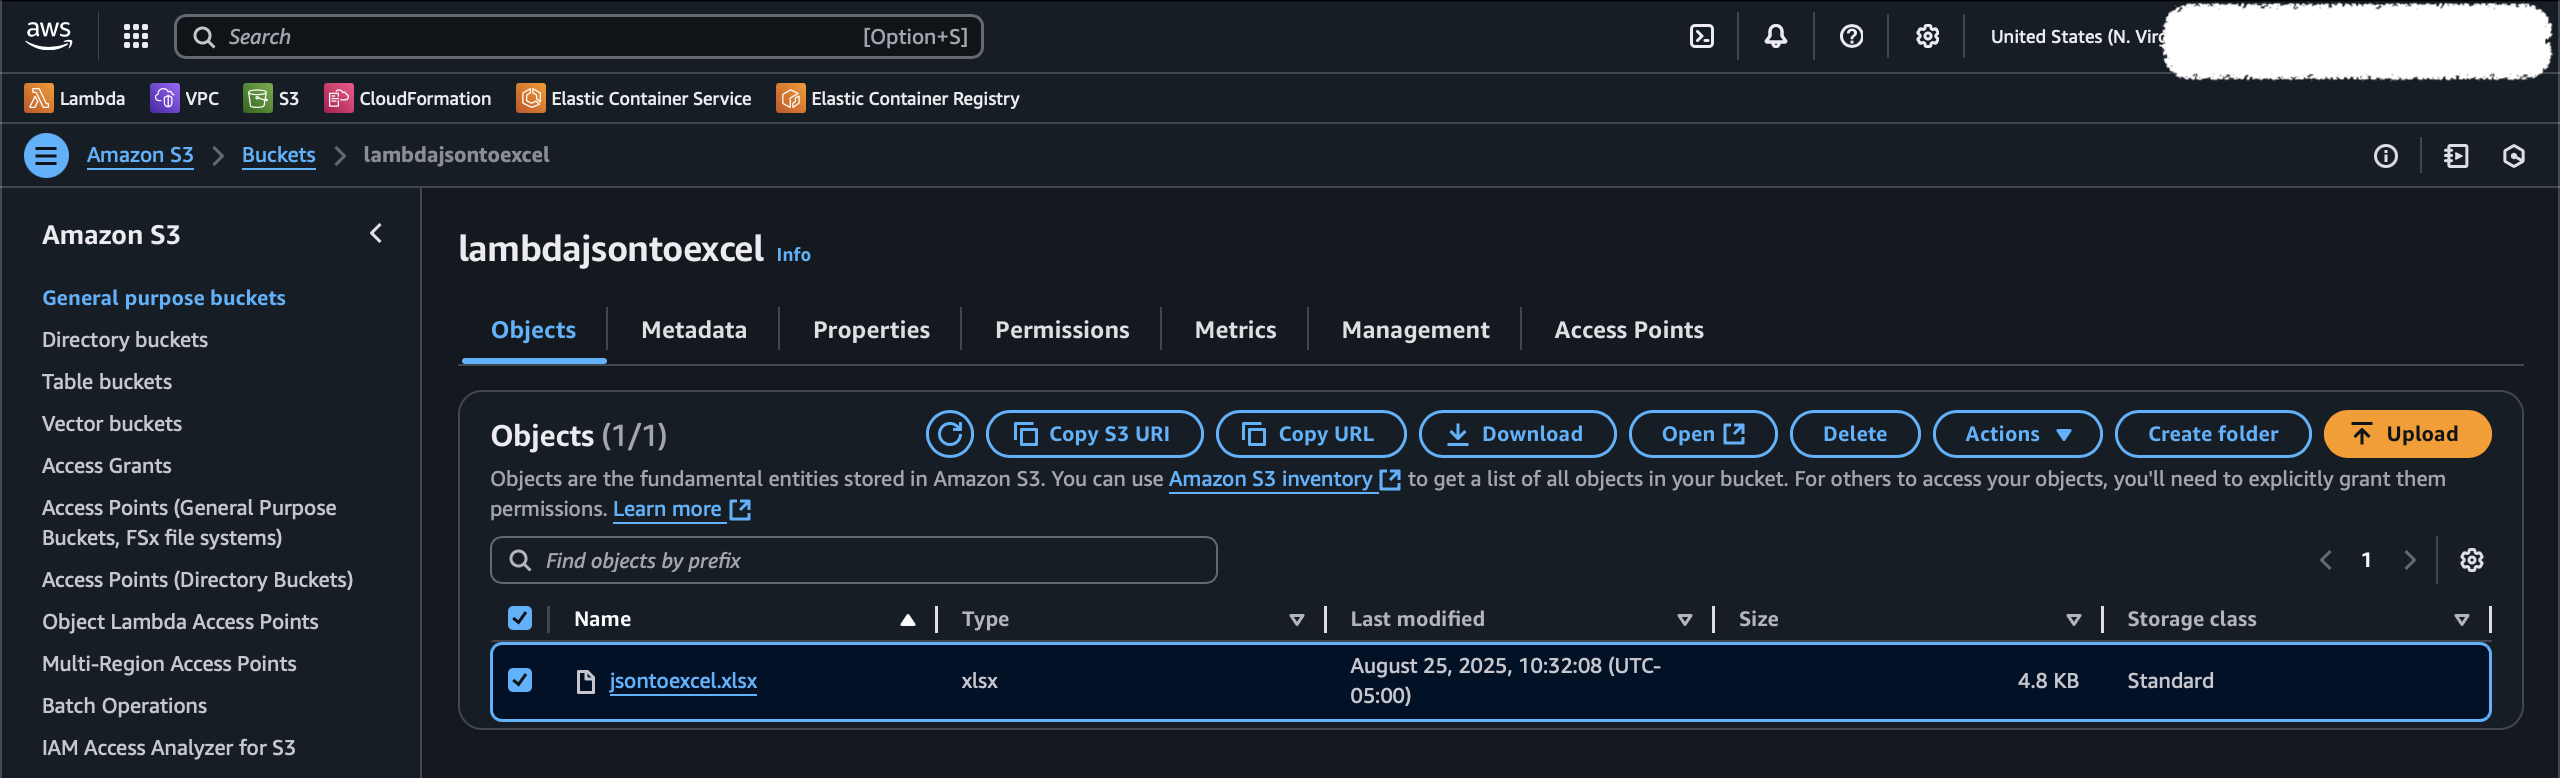 aws
Search [Option+S]
United States (N. Virg
Lambda VPC S3 CloudFormation Elastic Container Service Elastic Container Registry
Amazon S3 Buckets lambdajsontoexcel
Amazon S3
General purpose buckets
Directory buckets
Table buckets
Vector buckets
Access Grants
Access Points (General Purpose
Buckets, FSx file systems)
Access Points (Directory Buckets)
Object Lambda Access Points
Multi-Region Access Points
Batch Operations
IAM Access Analyzer for S3
lambdajsontoexcel Info
Objects Metadata Properties Permissions Metrics Management Access Points
Objects (1/1) Copy S3 URI Copy URL Download Open Delete Actions Create folder Upload
Objects are the fundamental entities stored in Amazon S3. You can use Amazon S3 inventory to get a list of all objects in your bucket. For others to access your objects, you'll need to explicitly grant them
permissions. Learn more
Find objects by prefix
1
Name Type Last modified Size Storage class
jsontoexcel.xlsx xlsx August 25, 2025, 10:32:08 (UTC-
05:00) 4.8 KB Standard